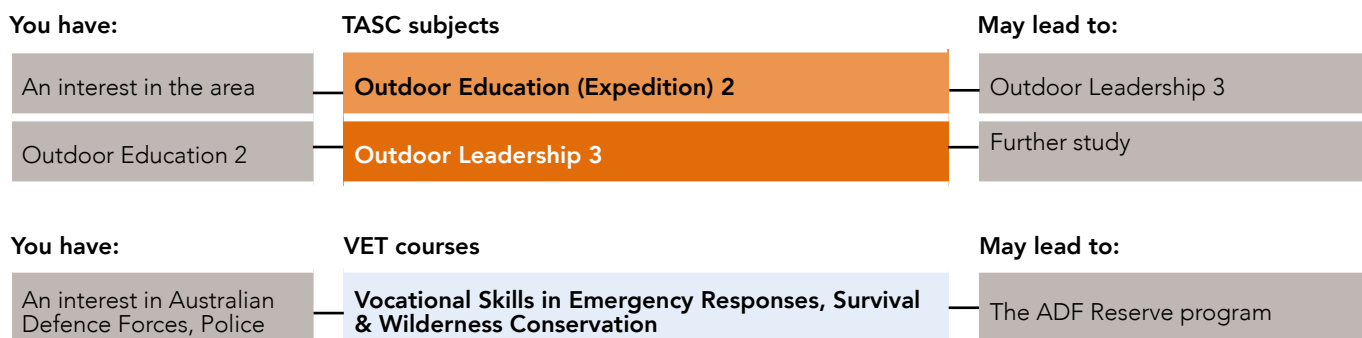 You have: TASC subjects May lead to:
An interest in the area Outdoor Education (Expedition) 2 Outdoor Leadership 3
Outdoor Education 2 Outdoor Leadership 3 Further study
You have: VET courses May lead to:
An interest in Australian
Defence Forces, Police
Vocational Skills in Emergency Responses, Survival
& Wilderness Conservation
The ADF Reserve program